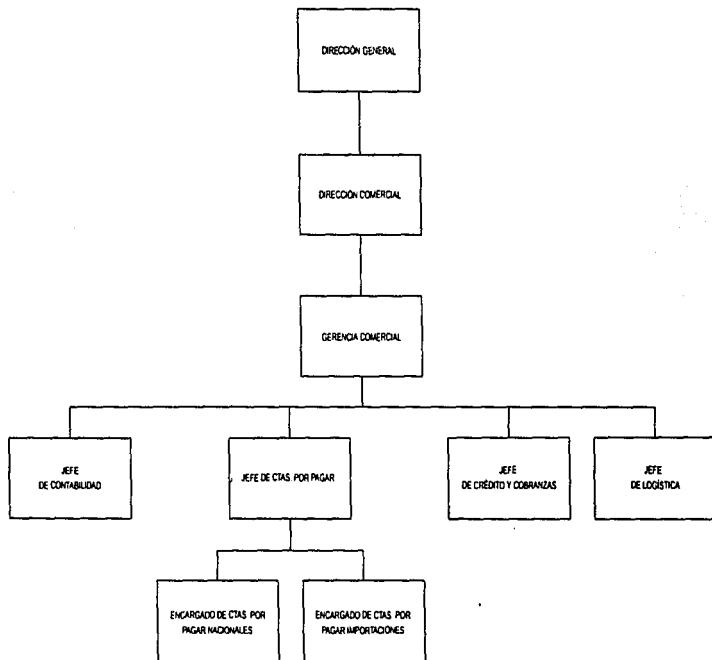 DIRECCIÓN GENERAL
DIRECCIÓN COMERCIAL
GERENCIA COMERCIAL
JEFE
DE CONTABILIDAD
JEFE DE CTAS. POR PAGAR
JEFE
DE CRÉDITO Y COBRANZAS
JEFE
DE LOGÍSTICA
ENCARGADO DE CTAS. POR
PAGAR NACIONALES
ENCARGADO DE CTAS. POR
PAGAR IMPORTACIONES